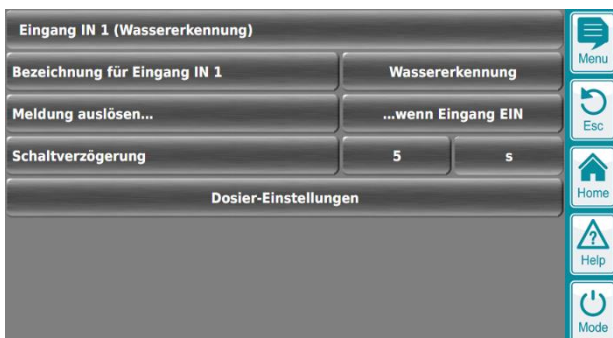 Eingang IN 1 (Wassererkennung)
Bezeichnung für Eingang IN 1 Wassererkennung
Meldung auslösen... ...wenn Eingang EIN
Schaltverzögerung 5 s
Dosier-Einstellungen
Menu
Esc
Home
Help
Mode